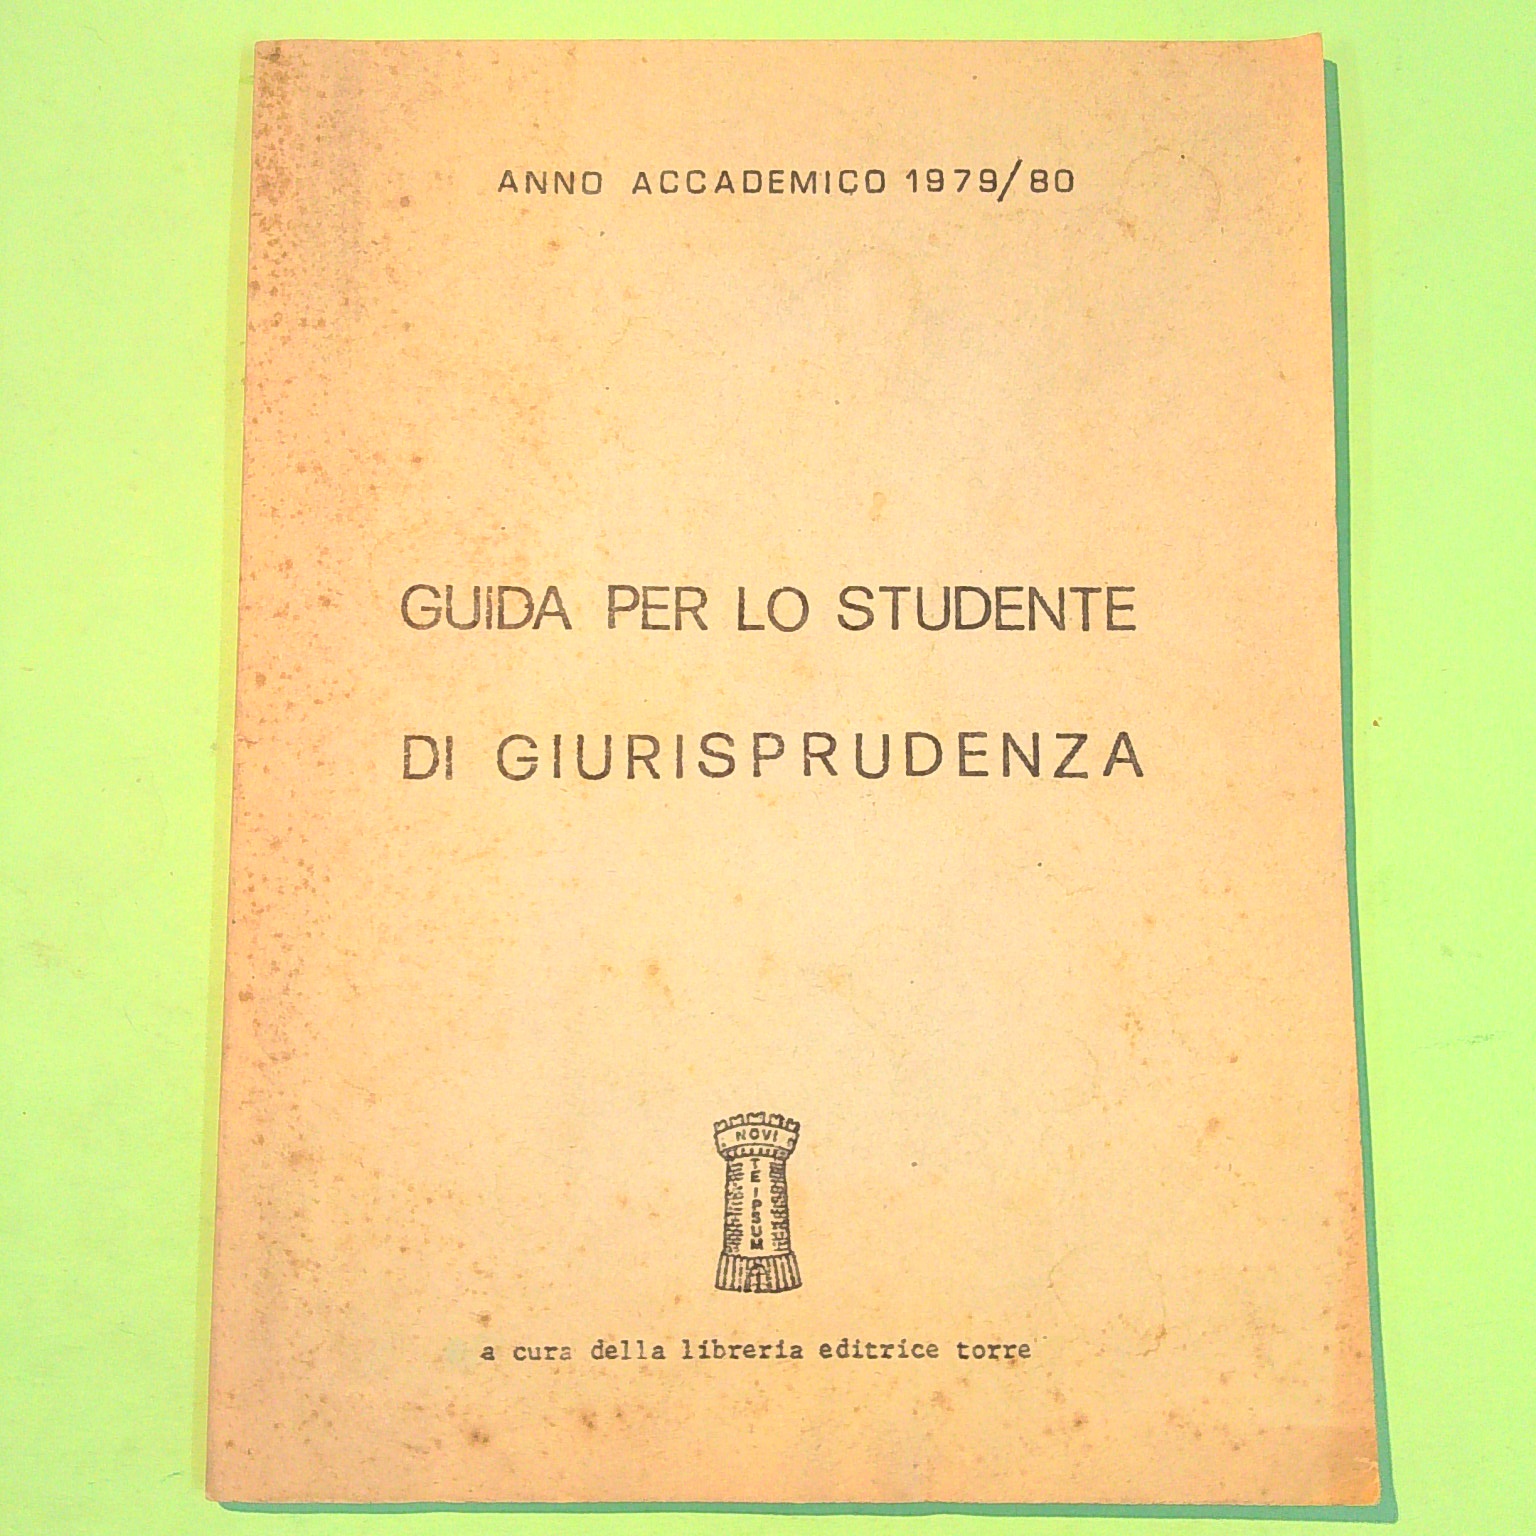 ANNO ACCADEMICO 1979/80
GUIDA PER LO STUDENTE
DI GIURISPRUDENZA
NOVI
TE IPSUM
a cura della libreria editrice torre